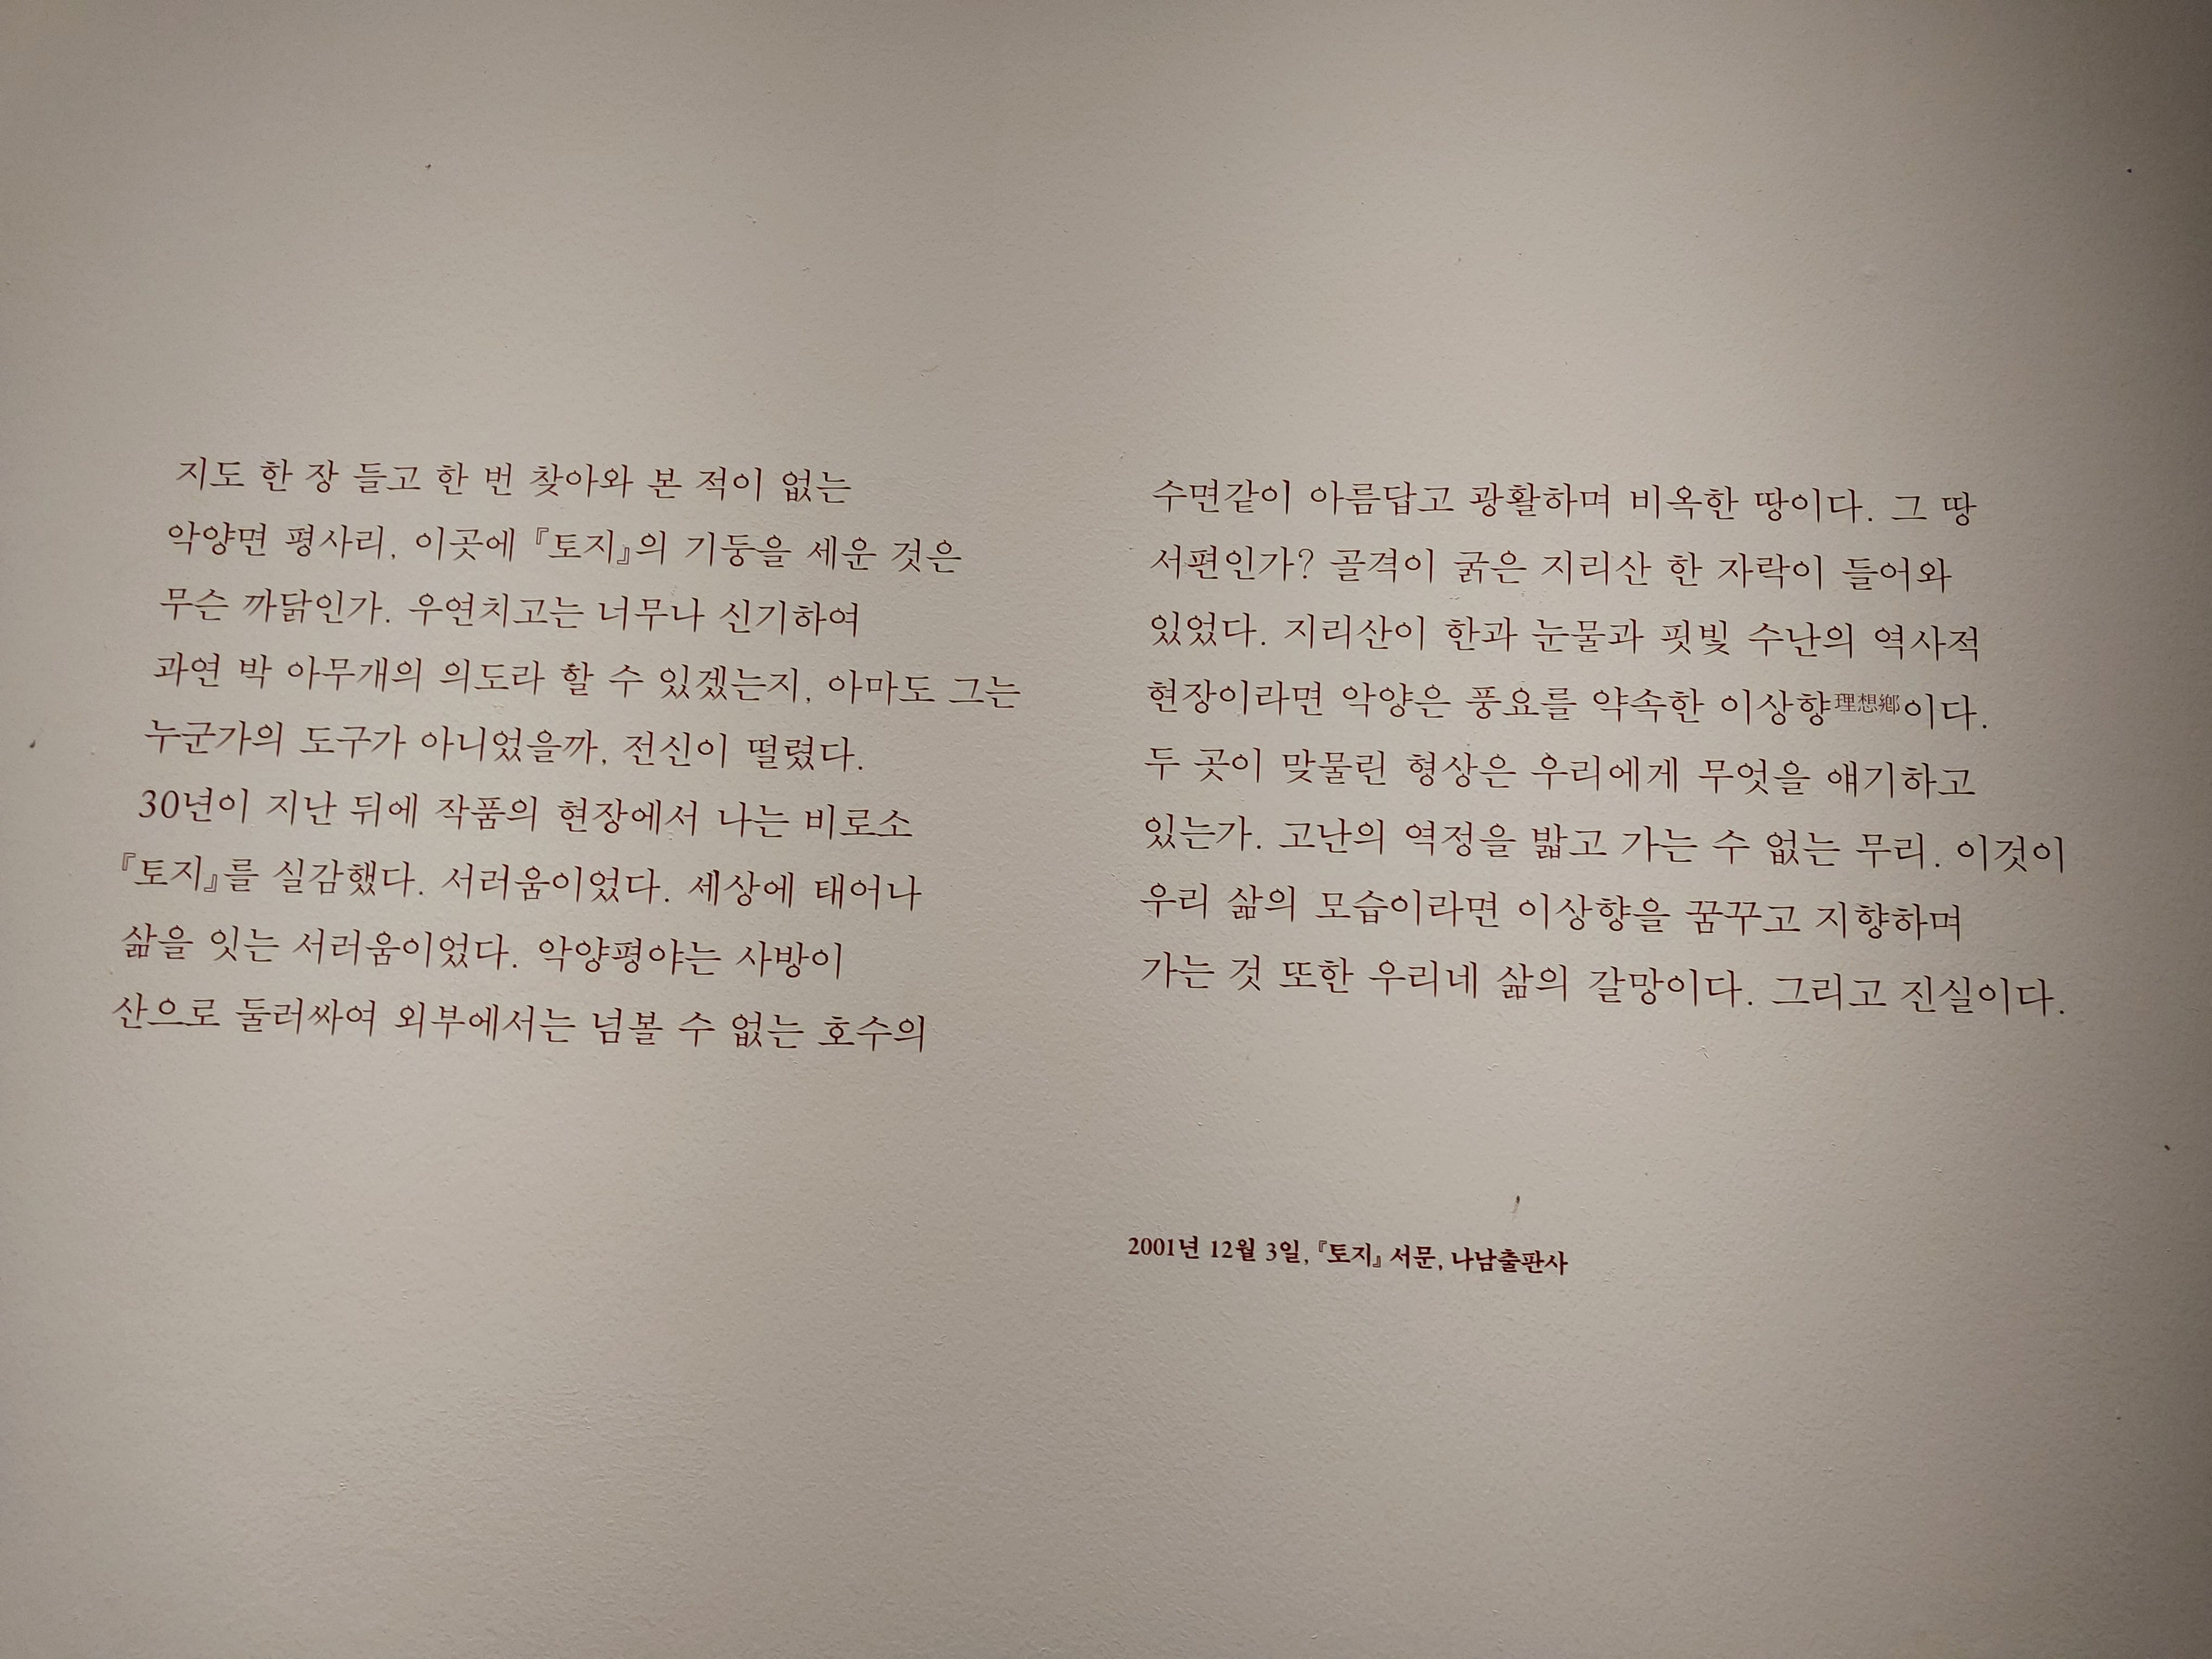 지도 한 장 들고 한 번 찾아와 본 적이 없는
악양면 평사리, 이곳에 『토지』의 기둥을 세운 것은
무슨 까닭인가. 우연치고는 너무나 신기하여
과연 박 아무개의 의도라 할 수 있겠는지, 아마도 그는
누군가의 도구가 아니었을까, 전신이 떨렸다.
30년이 지난 뒤에 작품의 현장에서 나는 비로소
『토지』를 실감했다. 서러움이었다. 세상에 태어나
삶을 잇는 서러움이었다. 악양평야는 사방이
산으로 둘러싸여 외부에서는 넘볼 수 없는 호수의
수면같이 아름답고 광활하며 비옥한 땅이다. 그 땅
서편인가? 골격이 굵은 지리산 한 자락이 들어와
있었다. 지리산이 한과 눈물과 핏빛 수난의 역사적
현장이라면 악양은 풍요를 약속한 이상향理想鄕이다.
두 곳이 맞물린 형상은 우리에게 무엇을 얘기하고
있는가. 고난의 역정을 밟고 가는 수 없는 무리. 이것이
우리 삶의 모습이라면 이상향을 꿈꾸고 지향하며
가는 것 또한 우리네 삶의 갈망이다. 그리고 진실이다.
2001년 12월 3일, 『토지』 서문, 나남출판사